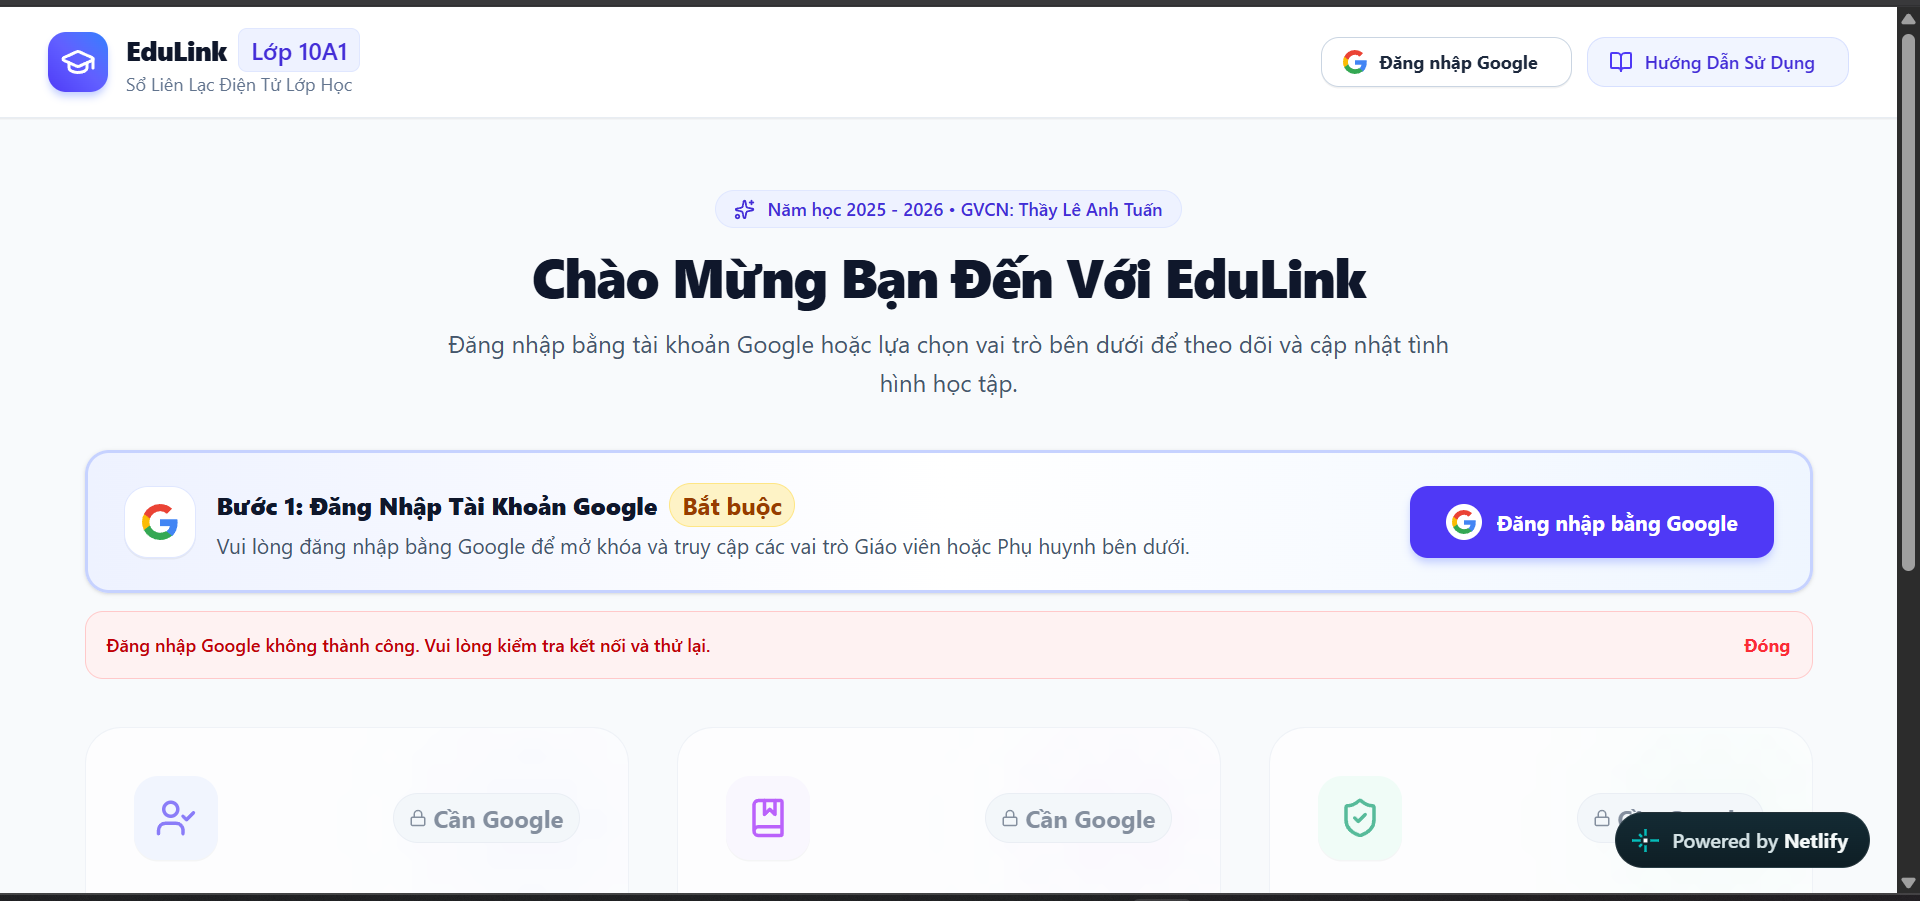 EduLink Lớp 10A1
Sổ Liên Lạc Điện Tử Lớp Học
Đăng nhập Google
Hướng Dẫn Sử Dụng
Năm học 2025 - 2026 • GVCN: Thầy Lê Anh Tuấn
Chào Mừng Bạn Đến Với EduLink
Đăng nhập bằng tài khoản Google hoặc lựa chọn vai trò bên dưới để theo dõi và cập nhật tình
hình học tập.
Bước 1: Đăng Nhập Tài Khoản Google Bắt buộc
Vui lòng đăng nhập bằng Google để mở khóa và truy cập các vai trò Giáo viên hoặc Phụ huynh bên dưới.
Đăng nhập bằng Google
Đăng nhập Google không thành công. Vui lòng kiểm tra kết nối và thử lại.
Đóng
Cần Google
Cần Google
Powered by Netlify